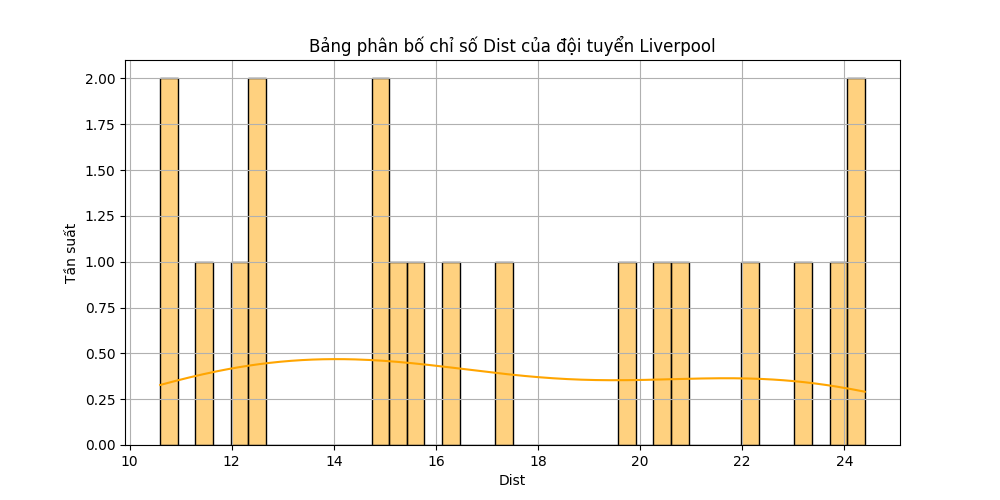 Bảng phân bố chỉ số Dist của đội tuyển Liverpool
Tần suất
2.00
1.75
1.50
1.25
1.00
0.75
0.50
0.25
0.00
10 12 14 16 18 20 22 24
Dist